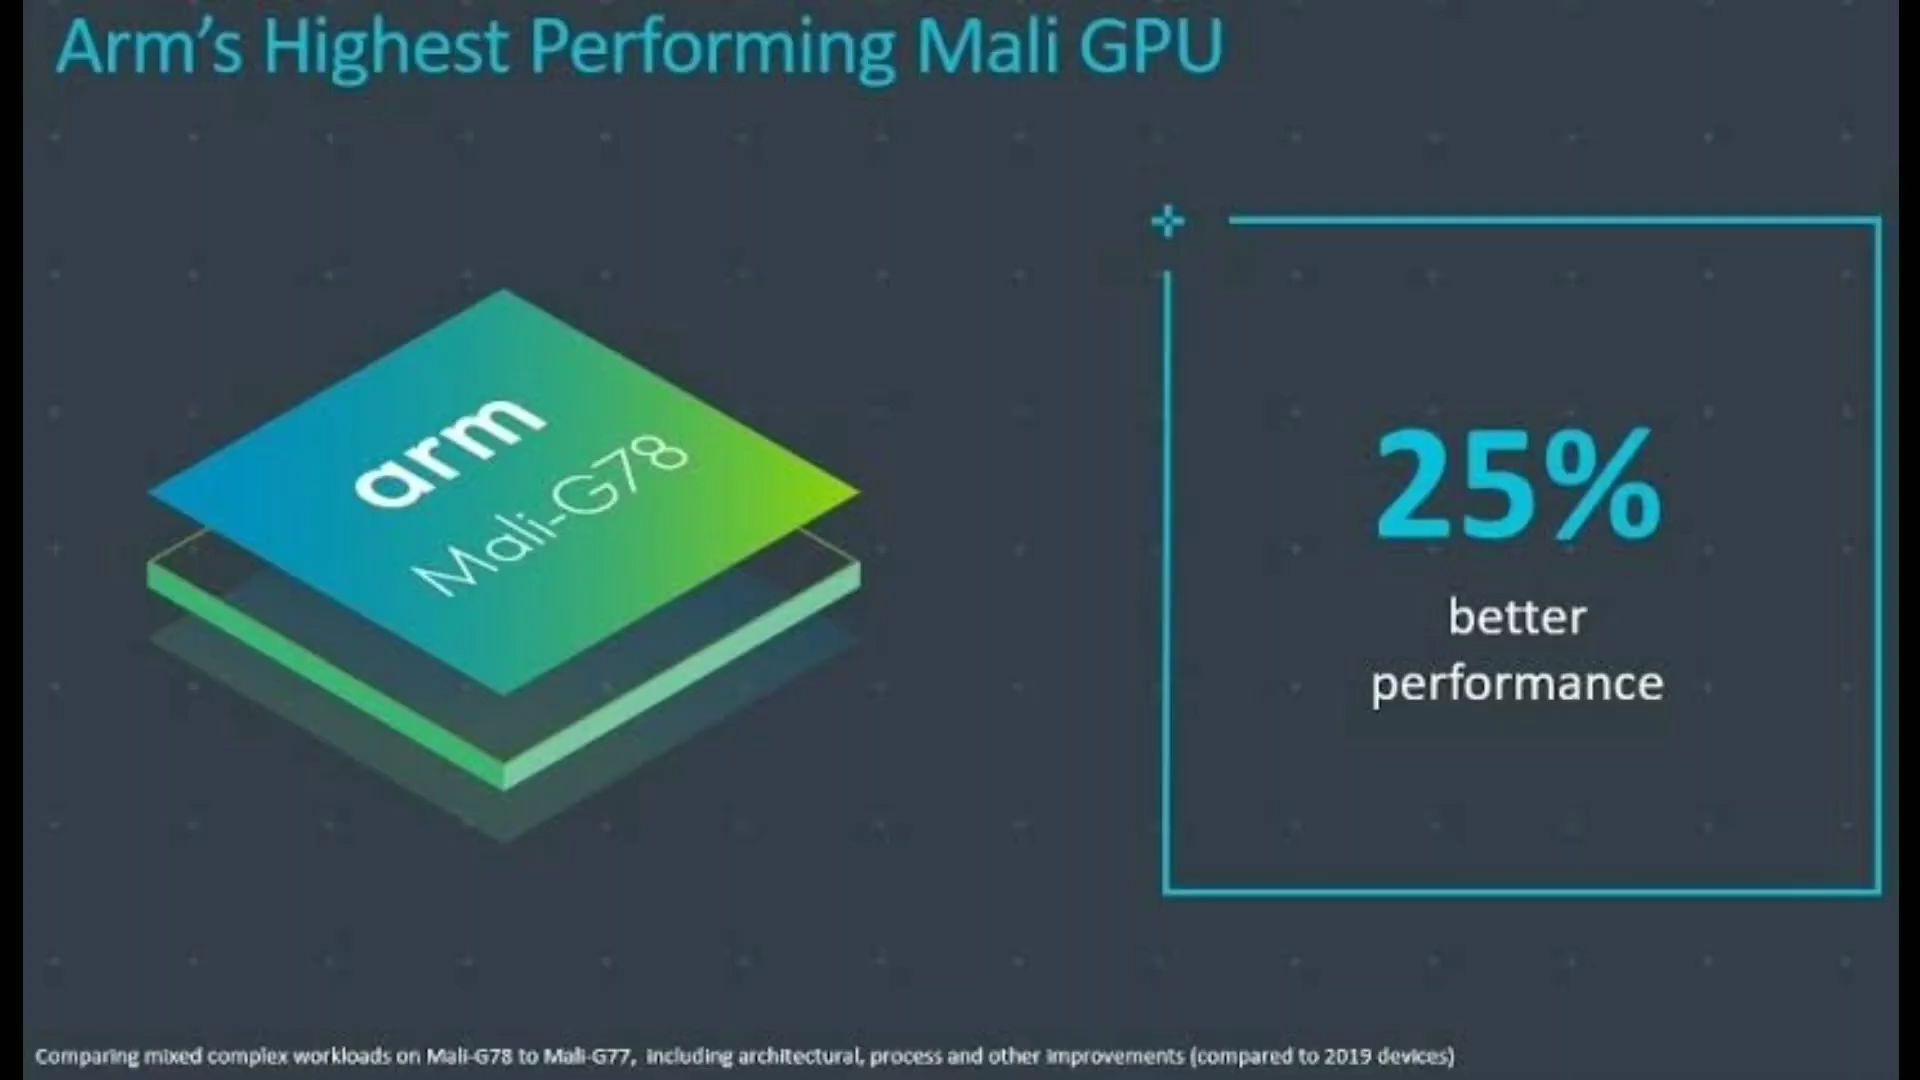 Arm's Highest Performing Mali GPU
arm
Mali-G78
25%
better
performance
Comparing mixed complex workloads on Mali-G78 to Mali-G77, including architectural, process and other improvements (compared to 2019 devices)